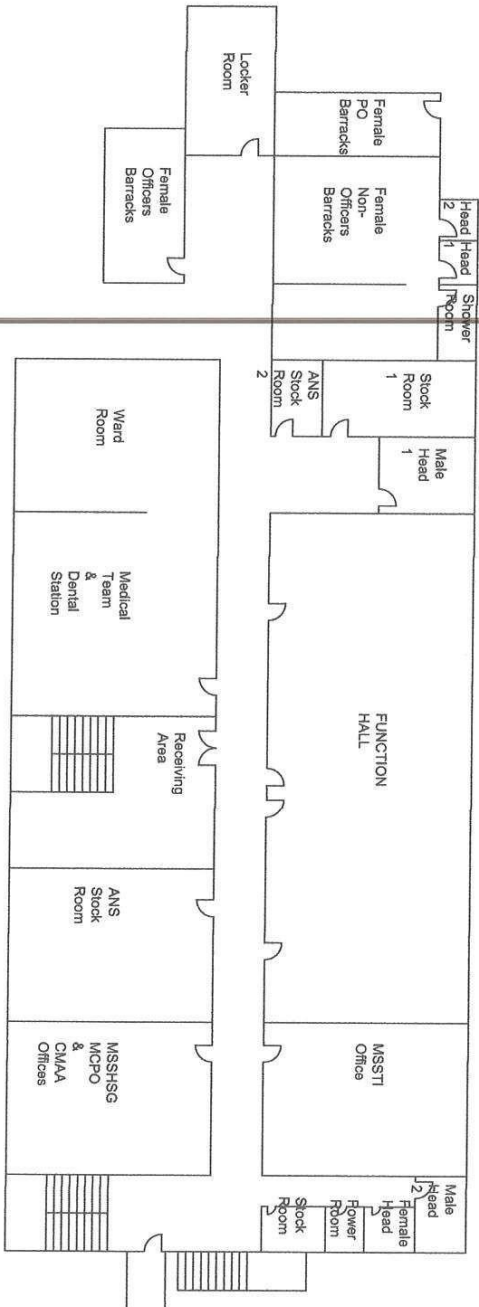 Head
2
Head
1
Shower
Room
Stock
Room
1
Male
Head
1
FUNCTION
HALL
MSSTI
Office
Male
Head
2
Female
Head
Power
Room
Stock
Room
Female
PO
Barracks
Female
Non-
Officers
Barracks
ANS
Stock
Room
2
Locker
Room
Female
Officers
Barracks
Ward
Room
Medical
Team
&
Dental
Station
Receiving
Area
ANS
Stock
Room
MSSHSG
MCPO
&
CMAA
Offices